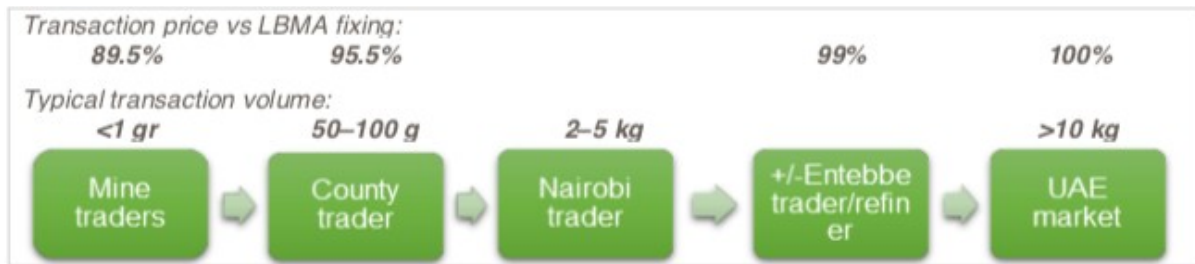 Transaction price vs LBMA fixing:
89.5% 95.5% 99% 100%
Typical transaction volume:
<1 gr 50–100 g 2–5 kg >10 kg
Mine
traders
County
trader
Nairobi
trader
+/-Entebbe
trader/refin
er
UAE
market